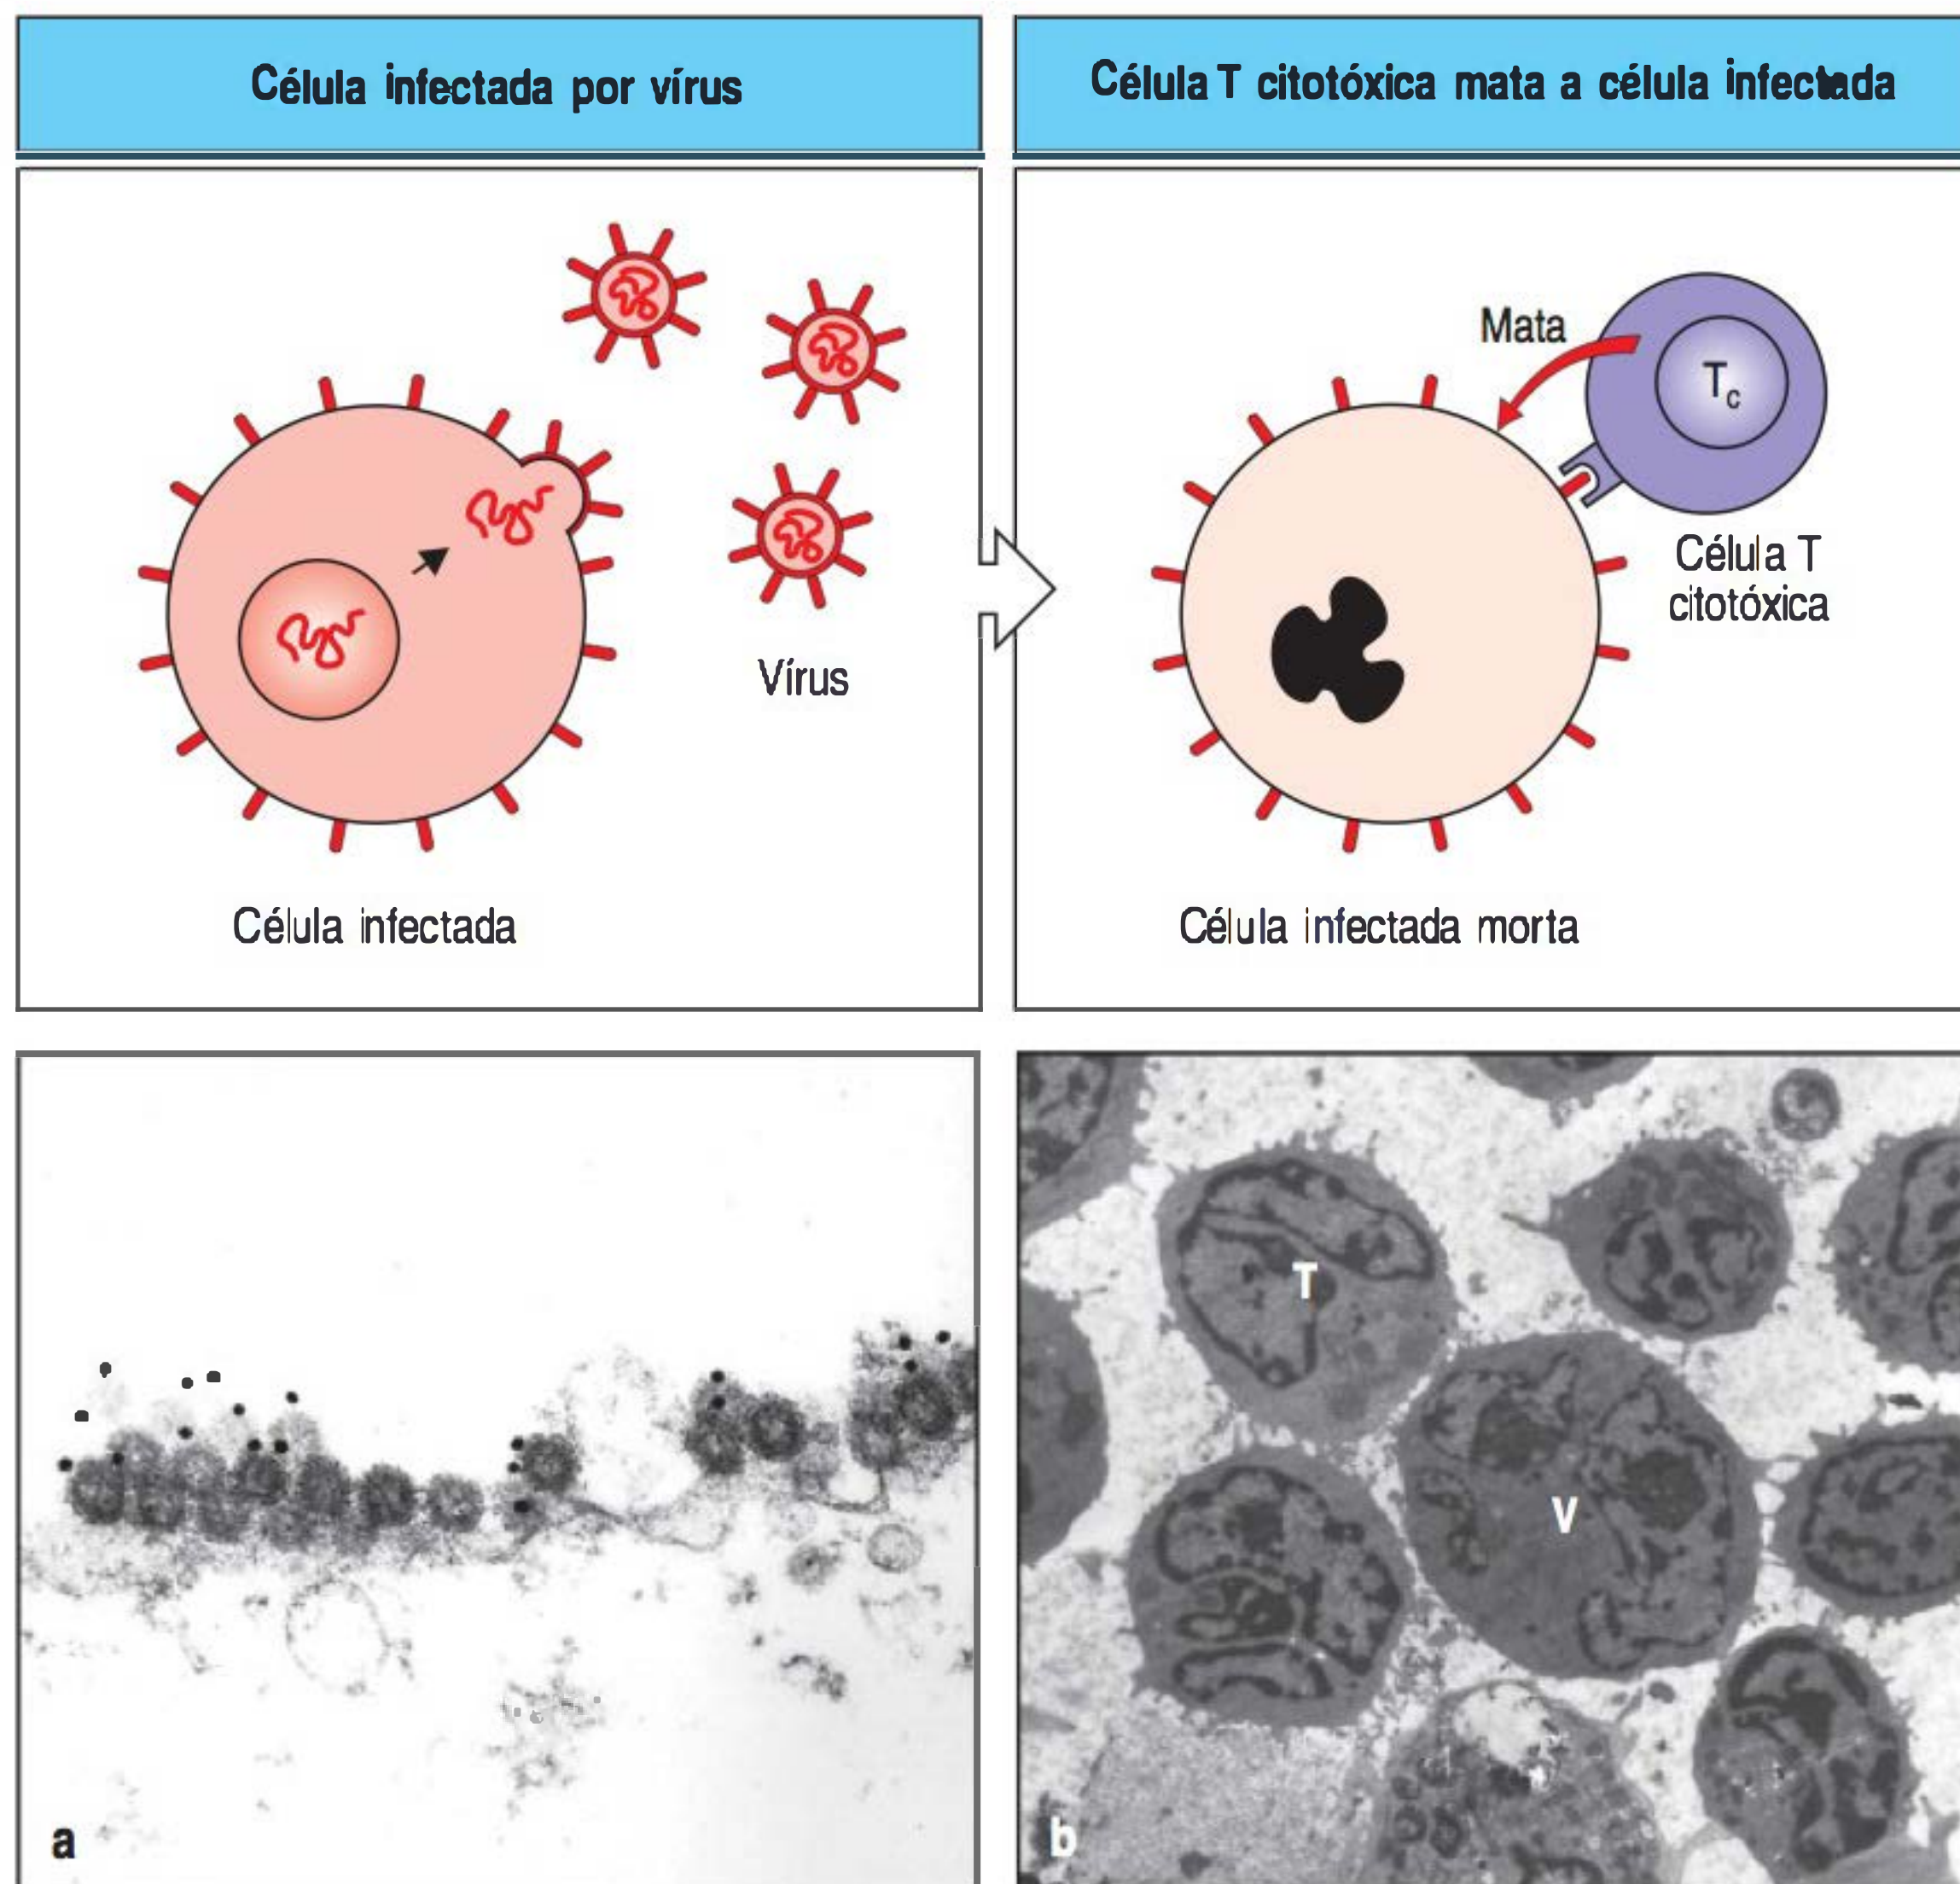 Célula infectada por vírus
Célula T citotóxica mata a célula infectada
Vírus
Célula infectada
Mata
Tc
Célula T
citotóxica
Célula infectada morta
a
T
V
b